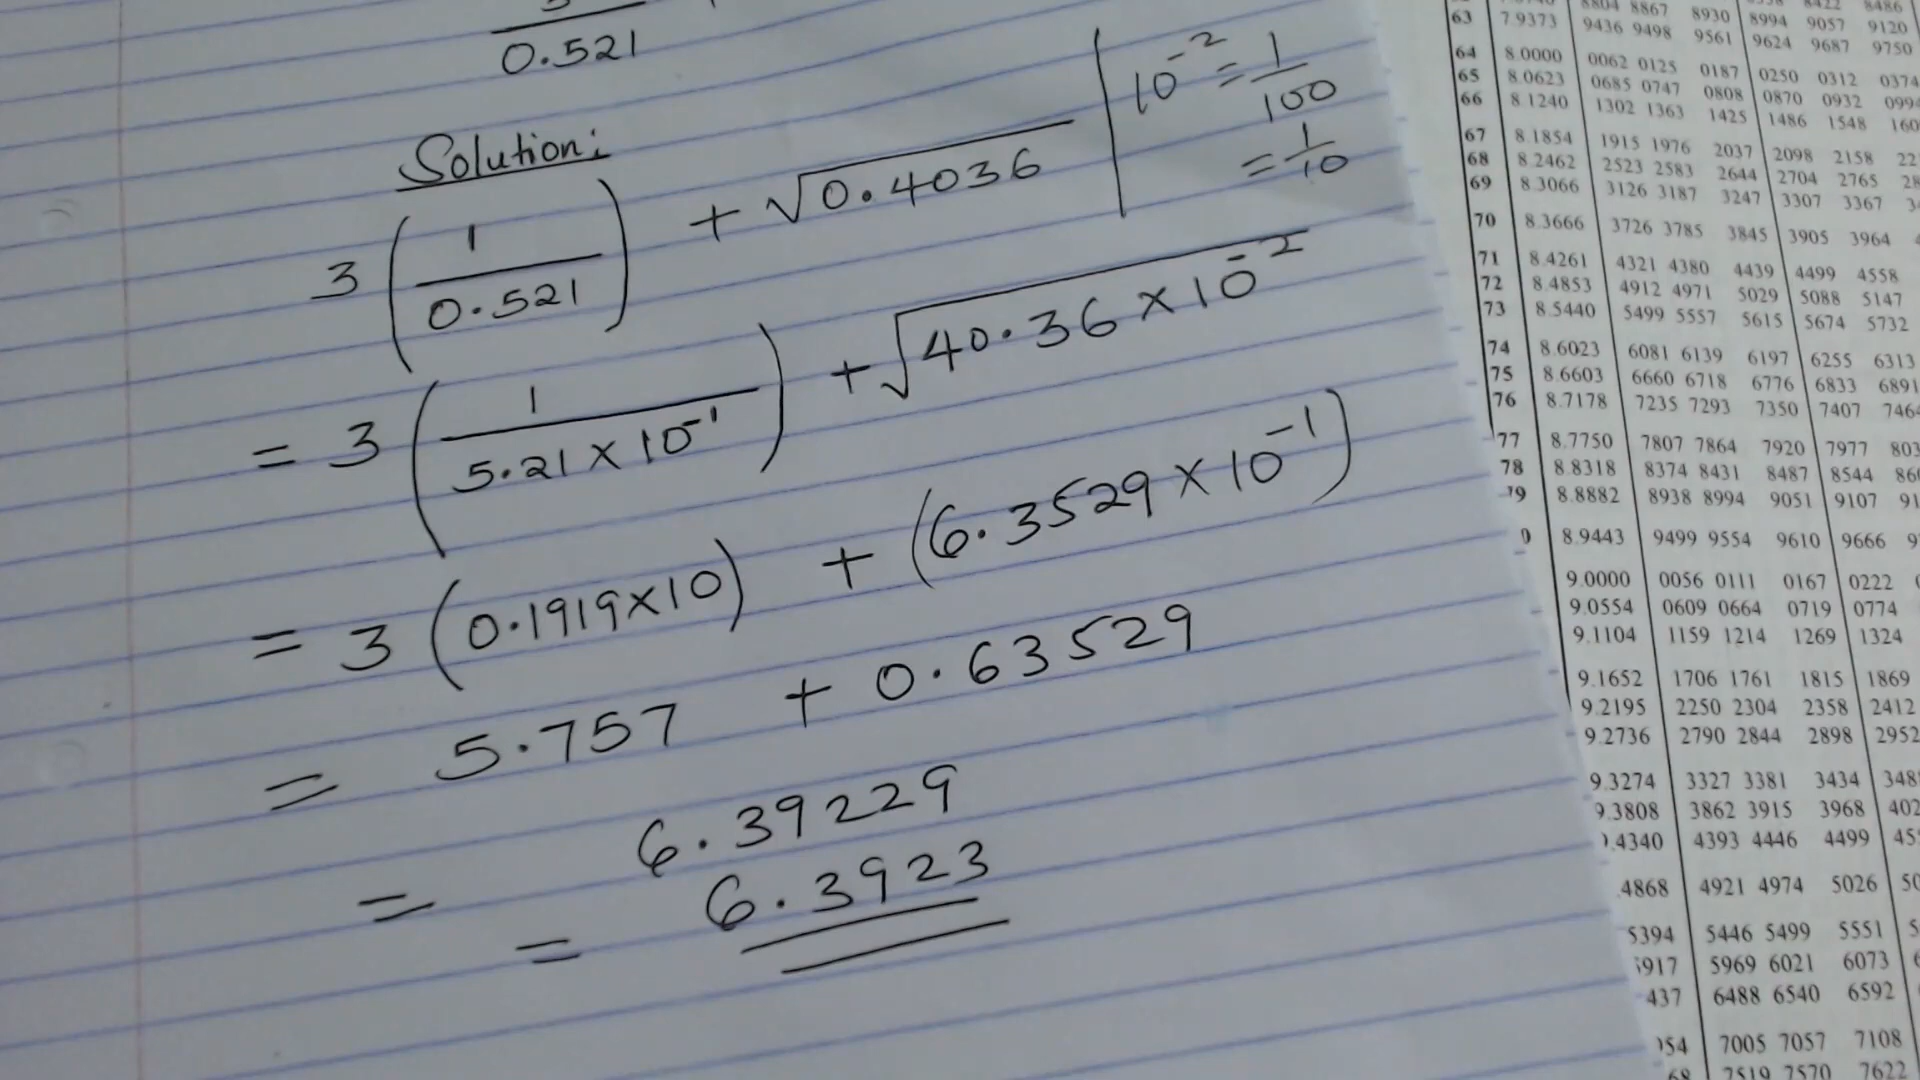 0.521
Solution:
3 ( 1 / 0.521 ) + √0.4036
10⁻² = 1/100
= 1/10
= 3 ( 1 / 5.21 × 10⁻¹ ) + √40.36 × 10⁻²
= 3 (0.1919 × 10) + (6.3529 × 10⁻¹)
= 5.757 + 0.63529
= 6.39229
= 6.3923
63 7.9373 9436 9498 9561 9624 9687 9750
64 8.0000 0062 0125 0187 0250 0312 0374
65 8.0623 0685 0747 0808 0870 0932
66 8.1240 1302 1363 1425 1486 1548
67 8.1854 1915 1976 2037 2098 2158
68 8.2462 2523 2583 2644 2704 2765
69 8.3066 3126 3187 3247 3307 3367
70 8.3666 3726 3785 3845 3905 3964
71 8.4261 4321 4380 4439 4499 4558
72 8.4853 4912 4971 5029 5088 5147
73 8.5440 5499 5557 5615 5674 5732
74 8.6023 6081 6139 6197 6255 6313
75 8.6603 6660 6718 6776 6833 6891
76 8.7178 7235 7293 7350 7407
77 8.7750 7807 7864 7920 7977
78 8.8318 8374 8431 8487 8544
8.8882 8938 8994 9051 9107
8.9443 9499 9554 9610 9666
9.0000 0056 0111 0167 0222
9.0554 0609 0664 0719 0774
9.1104 1159 1214 1269 1324
9.1652 1706 1761 1815 1869
9.2195 2250 2304 2358 2412
9.2736 2790 2844 2898 2952
9.3274 3327 3381 3434
9.3808 3862 3915 3968
4340 4393 4446 4499
4868 4921 4974 5026
5394 5446 5499 5551
5969 6021 6073
437 6488 6540 6592
54 7005 7057 7108
7519 7570 7622